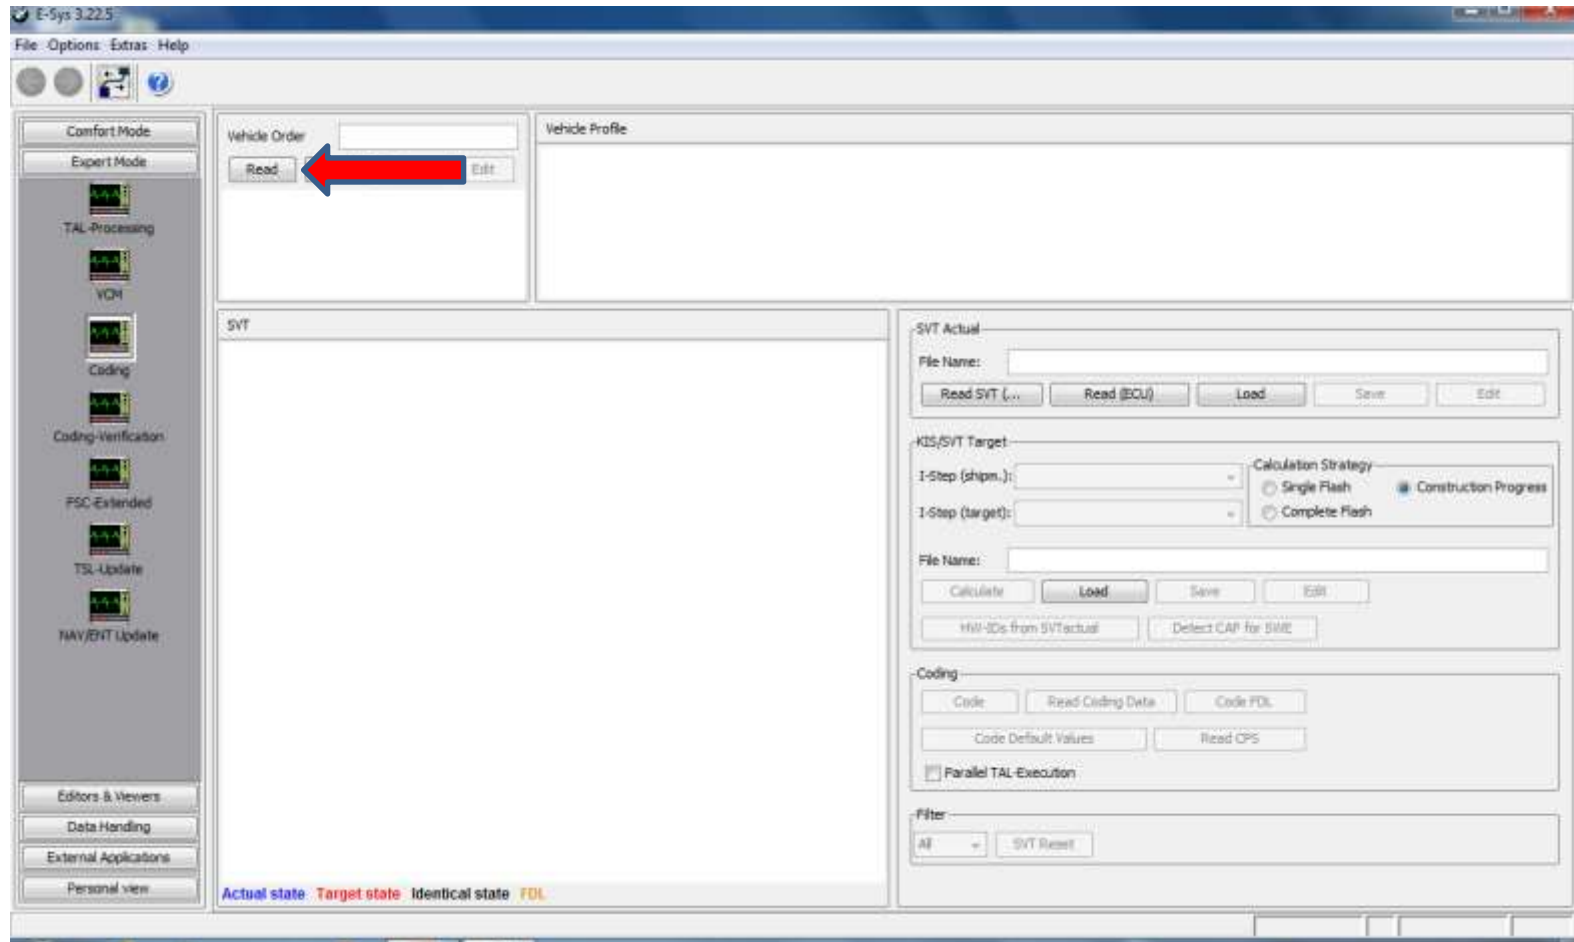 E-Sys 3.22.5
File Options Extras Help
Comfort Mode
Expert Mode
TAL-Processing
VCM
Coding
Coding-Verification
FSC-Extended
TSL-Update
NAV/ENT Update
Editors & Viewers
Data Handling
External Applications
Personal view
Vehicle Order
Read Edit
Vehicle Profile
SVT
Actual state Target state Identical state FDL
SVT Actual
File Name:
Read SVT (... Read (ECU) Load Save Edit
KIS/SVT Target
I-Step (shipm.):
I-Step (target):
Calculation Strategy
Single Flash Construction Progress
Complete Flash
File Name:
Calculate Load Save Edit
HW-IDs from SVTactual Detect CAF for SWE
Coding
Code Read Coding Data Code FDL
Code Default Values Read CPS
Parallel TAL-Execution
Filter
All SVT Reset